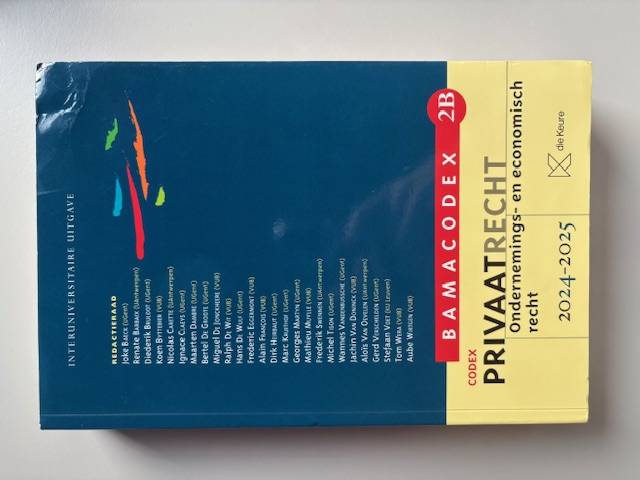 INTERUNIVERSITAIRE UITGAVE
REDACTIERAAD
Joke BAECK (UGENT)
Renate BARBAIX (UANTWERPEN)
Diederik BRULOOT (UGENT)
Koen BYTTEBIER (VUB)
Nicolas CARETTE (UANTWERPEN)
Ignace CLAEYS (UGENT)
Maarten DAMBRE (UGENT)
Bertel DE GROOTE (UGENT)
Miguel DE JONCKHEERE (VUB)
Ralph DE WIT (VUB)
Hans DE WULF (UGENT)
Frederic EGGERMONT (VUB)
Alain FRANÇOIS (VUB)
Dirk HEIRBAUT (UGENT)
Marc KRUITHOF (UGENT)
Georges MARTYN (UGENT)
Mathieu MULLER (VUB)
Frederik SWENNEN (UANTWERPEN)
Michel TISON (UGENT)
Wannes VANDENBUSSCHE (UGENT)
Jachin VAN DONINCK (VUB)
Aloïs VAN OEVELEN (UANTWERPEN)
Gerd VERSCHELDEN (UGENT)
Stefaan VOET (KU LEUVEN)
Tom WERA (VUB)
Aube WIRTGEN (VUB)
BAMACODEX 2B
CODEX
PRIVAATRECHT
Ondernemings- en economisch
recht
2024-2025
die Keure